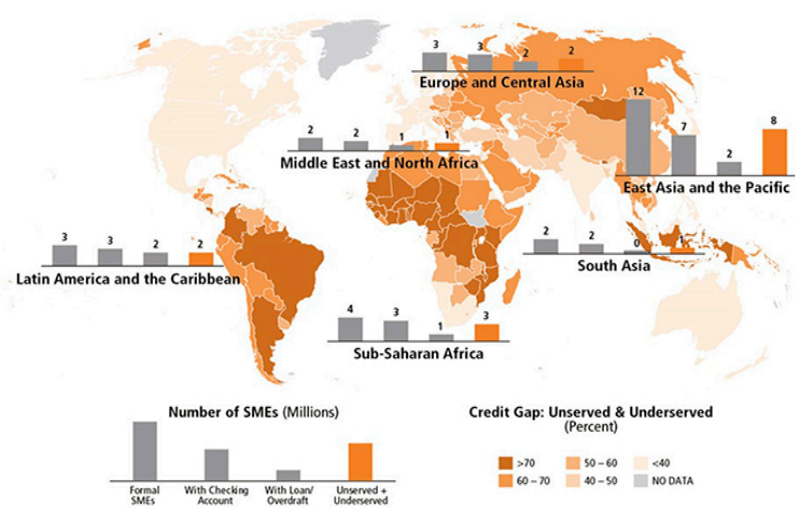 3 3 2 2
Europe and Central Asia
12 7 2 8
East Asia and the Pacific
2 2 1 1
Middle East and North Africa
3 3 2 2
Latin America and the Caribbean
2 2 0 1
South Asia
4 3 1 3
Sub-Saharan Africa
Number of SMEs (Millions)
Formal SMEs
With Checking Account
With Loan/ Overdraft
Unserved + Underserved
Credit Gap: Unserved & Underserved
(Percent)
>70 50 – 60 <40
60 – 70 40 – 50 NO DATA